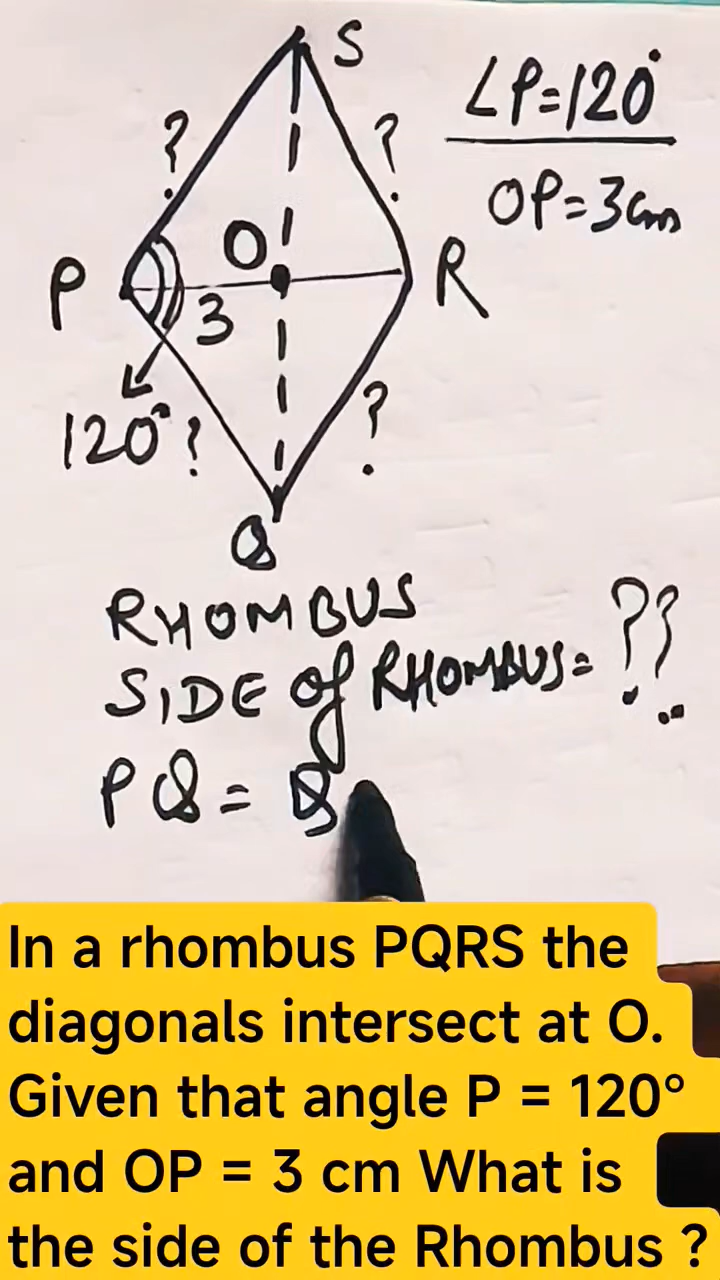 S
∠P=120°
? ?
OP=3cm
O
P R
3
120° ?
?
Q
RHOMBUS
SIDE of RHOMBUS= ??
PQ= Q
In a rhombus PQRS the
diagonals intersect at O.
Given that angle P = 120°
and OP = 3 cm What is
the side of the Rhombus ?